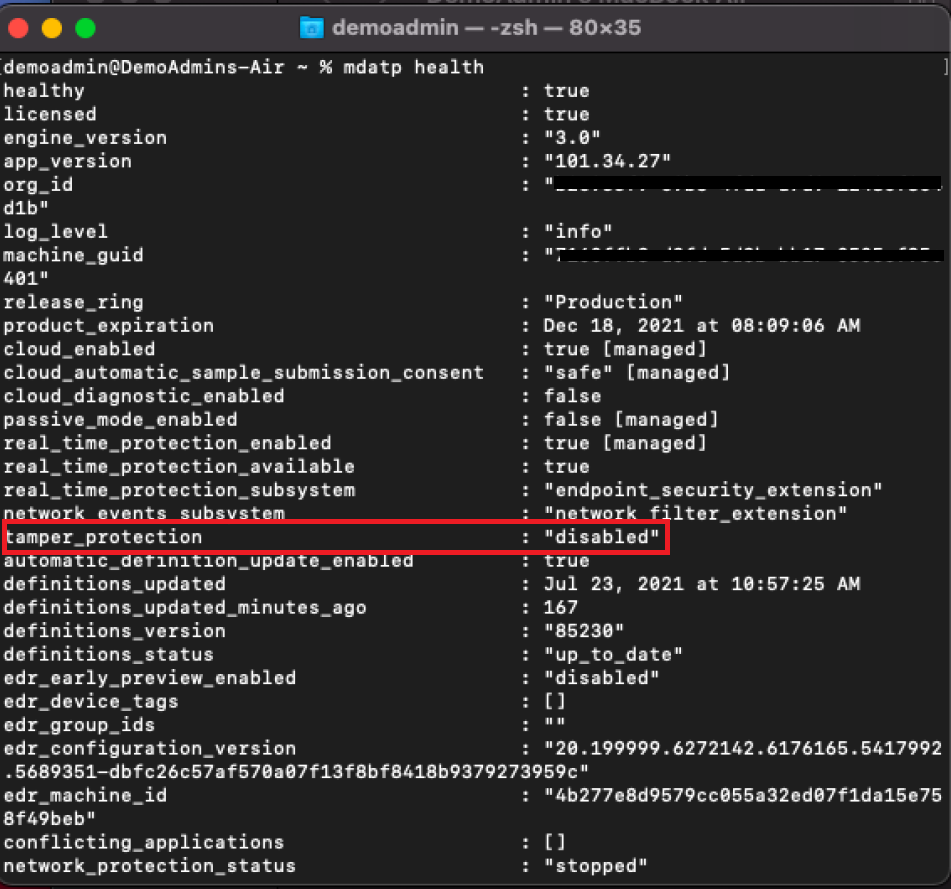 demoadmin — -zsh — 80×35
[demoadmin@DemoAdmins-Air ~ % mdatp health ]
healthy : true
licensed : true
engine_version : "3.0"
app_version : "101.34.27"
org_id : "
d1b"
log_level : "info"
machine_guid : "
401"
release_ring : "Production"
product_expiration : Dec 18, 2021 at 08:09:06 AM
cloud_enabled : true [managed]
cloud_automatic_sample_submission_consent : "safe" [managed]
cloud_diagnostic_enabled : false
passive_mode_enabled : false [managed]
real_time_protection_enabled : true [managed]
real_time_protection_available : true
real_time_protection_subsystem : "endpoint_security_extension"
network_events_subsystem : "network_filter_extension"
tamper_protection : "disabled"
automatic_definition_update_enabled : true
definitions_updated : Jul 23, 2021 at 10:57:25 AM
definitions_updated_minutes_ago : 167
definitions_version : "85230"
definitions_status : "up_to_date"
edr_early_preview_enabled : "disabled"
edr_device_tags : []
edr_group_ids : ""
edr_configuration_version : "20.199999.6272142.6176165.5417992
.5689351-dbfc26c57af570a07f13f8bf8418b9379273959c"
edr_machine_id : "4b277e8d9579cc055a32ed07f1da15e75
8f49beb"
conflicting_applications : []
network_protection_status : "stopped"